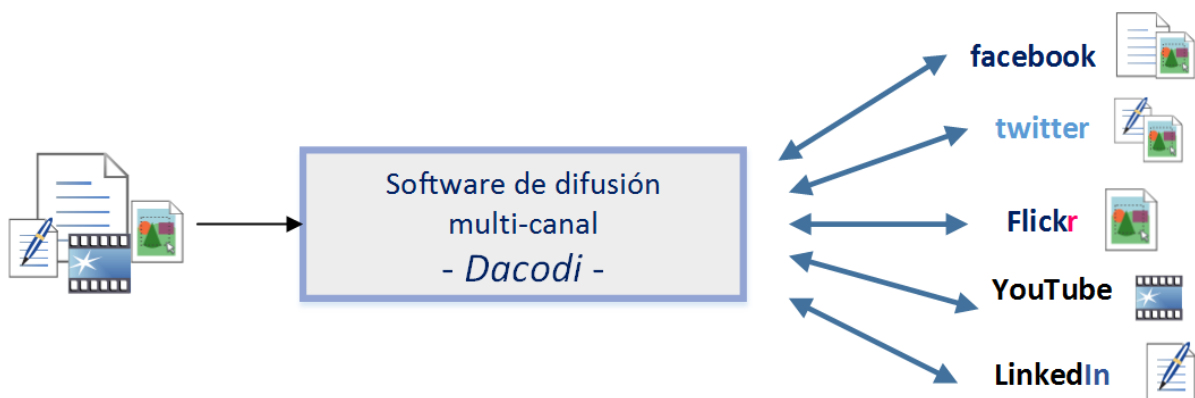 Software de difusión
multi-canal
- Dacodi -
facebook
twitter
Flickr
YouTube
LinkedIn